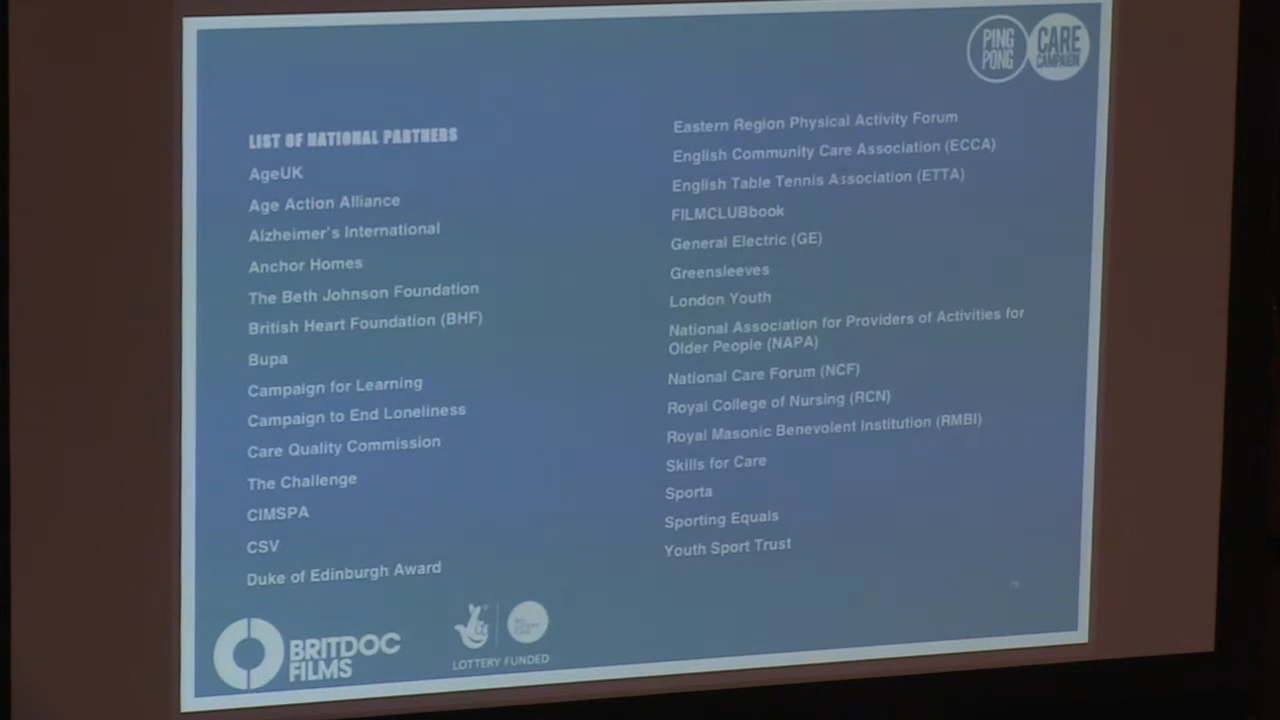 PING PONG
CARE CAMPAIGN
LIST OF NATIONAL PARTNERS
AgeUK
Age Action Alliance
Alzheimer's International
Anchor Homes
The Beth Johnson Foundation
British Heart Foundation (BHF)
Bupa
Campaign for Learning
Campaign to End Loneliness
Care Quality Commission
The Challenge
CIMSPA
CSV
Duke of Edinburgh Award
Eastern Region Physical Activity Forum
English Community Care Association (ECCA)
English Table Tennis Association (ETTA)
FILMCLUBbook
General Electric (GE)
Greensleeves
London Youth
National Association for Providers of Activities for
Older People (NAPA)
National Care Forum (NCF)
Royal College of Nursing (RCN)
Royal Masonic Benevolent Institution (RMBI)
Skills for Care
Sporta
Sporting Equals
Youth Sport Trust
BRITDOC
FILMS
LOTTERY FUNDED